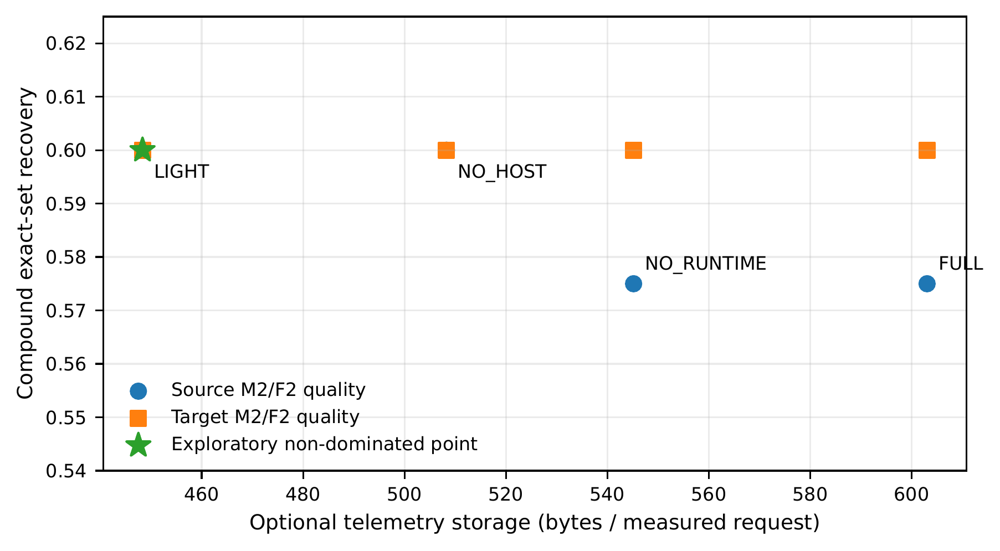 0.62
0.61
0.60
0.59
0.58
0.57
0.56
0.55
0.54
Compound exact-set recovery
LIGHT
NO_HOST
NO_RUNTIME
FULL
Source M2/F2 quality
Target M2/F2 quality
Exploratory non-dominated point
460 480 500 520 540 560 580 600
Optional telemetry storage (bytes / measured request)